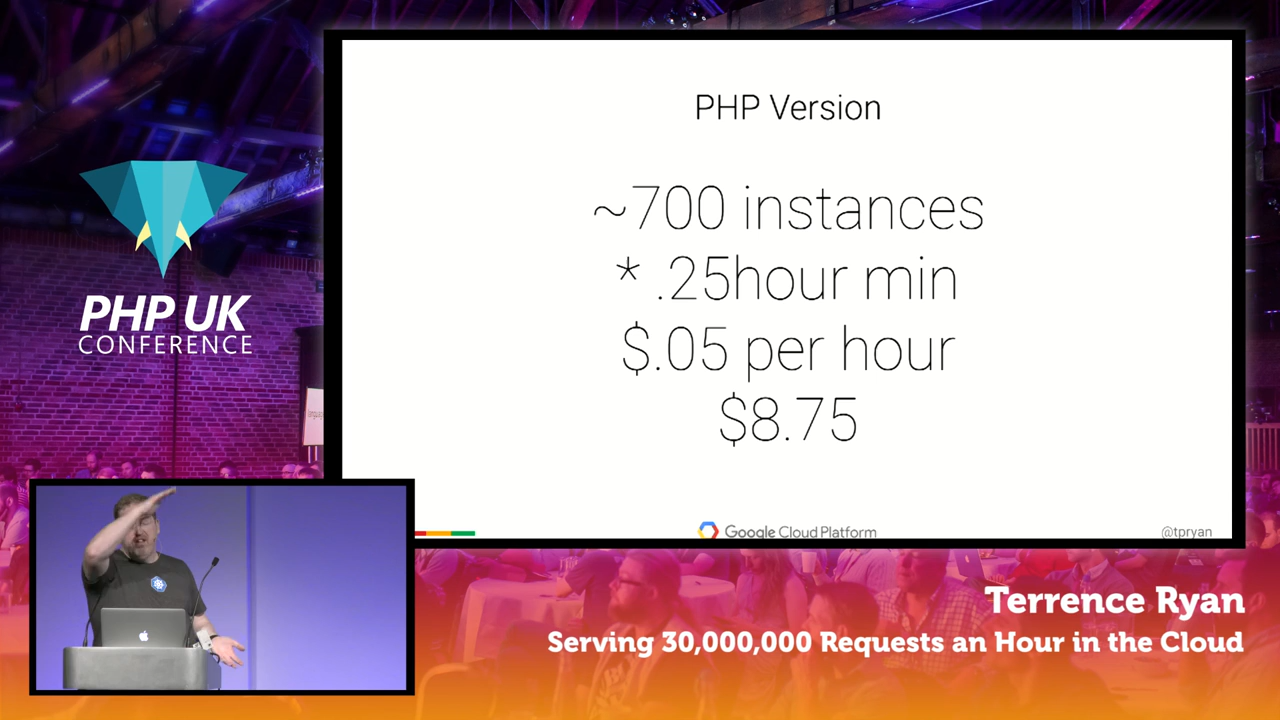 PHP Version
~700 instances
* .25hour min
$.05 per hour
$8.75
Google Cloud Platform
@tpryan
PHP UK
CONFERENCE
Terrence Ryan
Serving 30,000,000 Requests an Hour in the Cloud